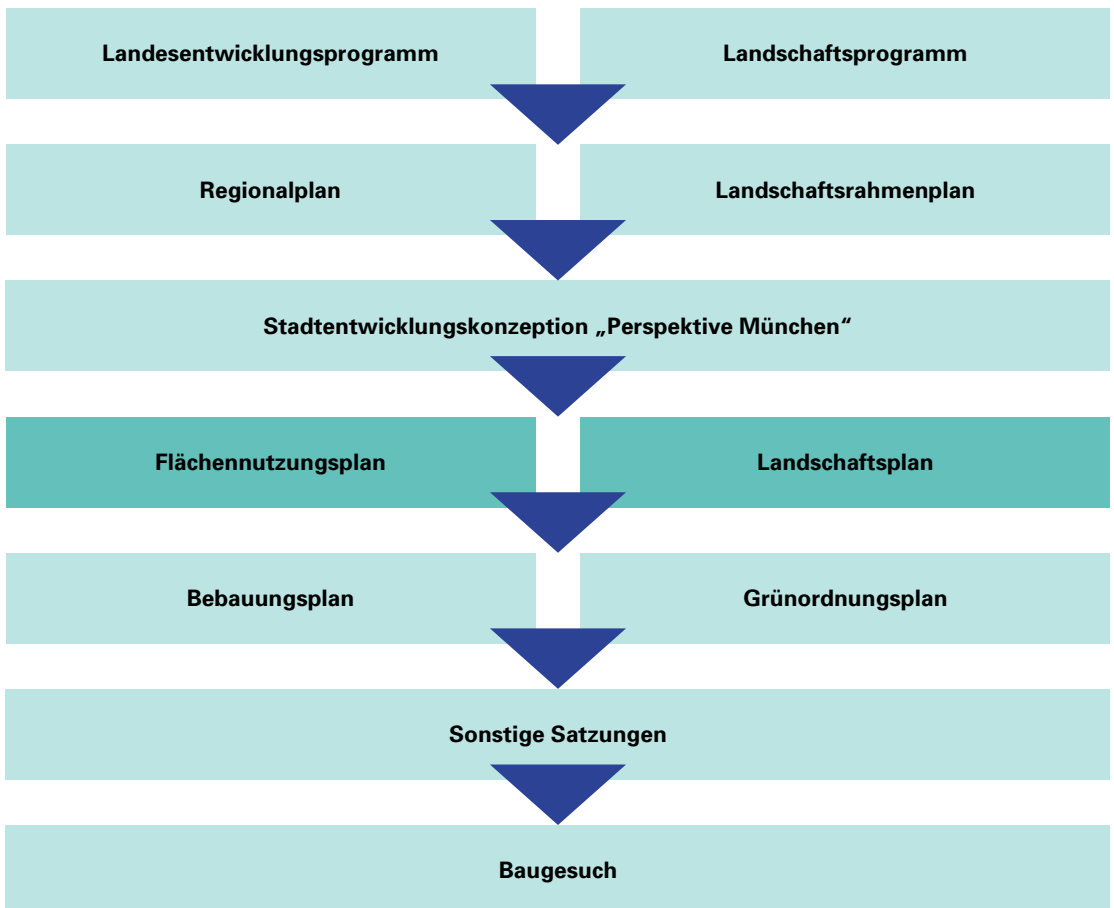 Landesentwicklungsprogramm
Landschaftsprogramm
Regionalplan
Landschaftsrahmenplan
Stadtentwicklungskonzeption „Perspektive München“
Flächennutzungsplan
Landschaftsplan
Bebauungsplan
Grünordnungsplan
Sonstige Satzungen
Baugesuch